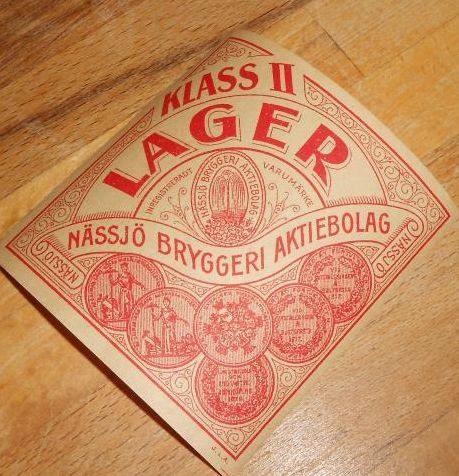 KLASS II
LAGER
INREGISTRERADT VARUMÄRKE
NÄSSJÖ BRYGGERI AKTIEBOLAG
NÄSSJÖ BRYGGERI AKTIEBOLAG
NÄSSJÖ
NÄSSJÖ
J.L.A.